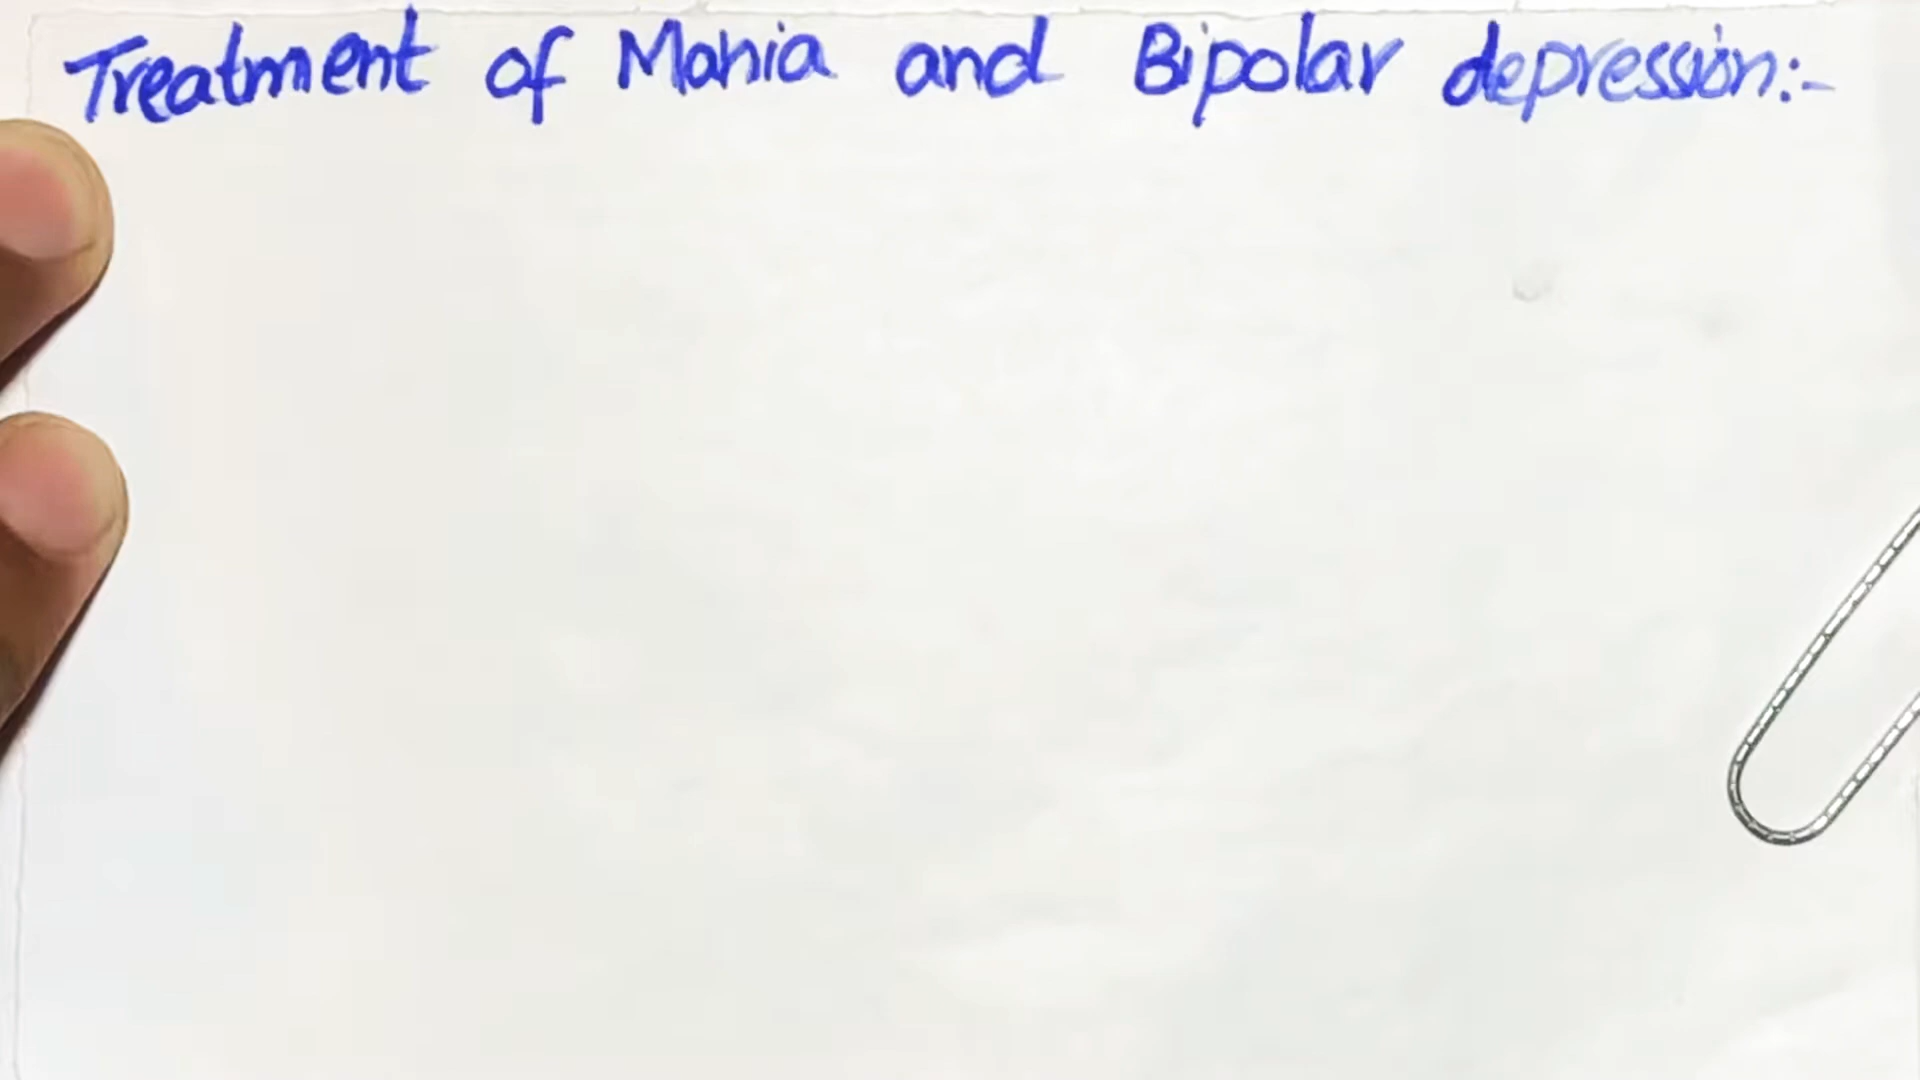 Treatment of Mania and Bipolar depression:-